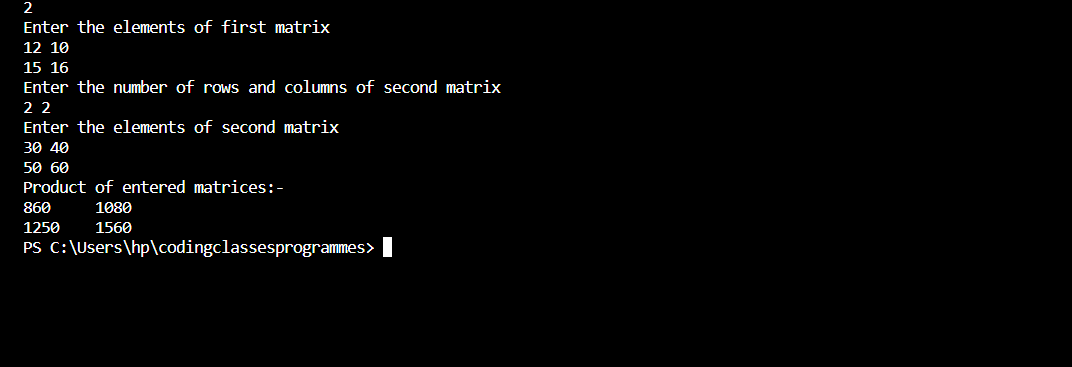 2
Enter the elements of first matrix
12 10
15 16
Enter the number of rows and columns of second matrix
2 2
Enter the elements of second matrix
30 40
50 60
Product of entered matrices:-
860     1080
1250    1560
PS C:\Users\hp\codingclassesprogrammes>